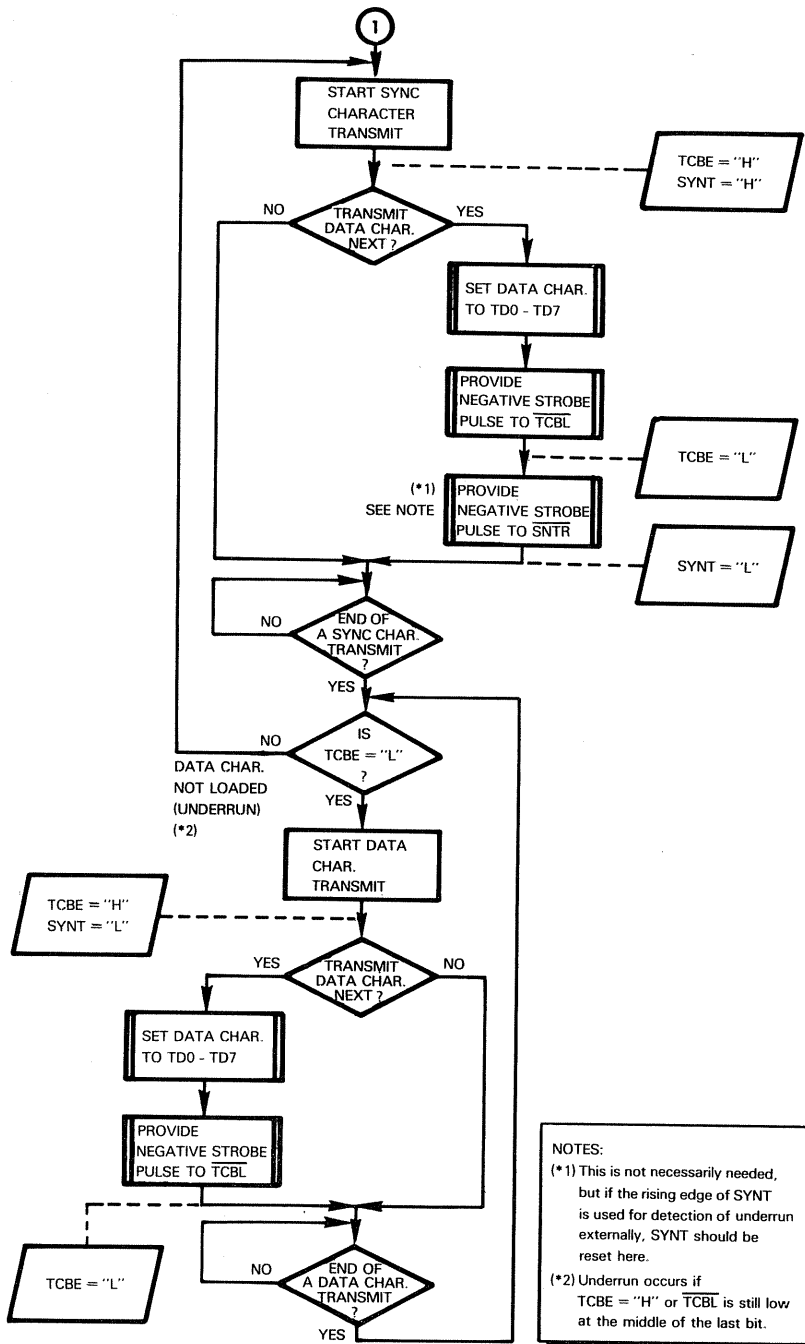 1
START SYNC
CHARACTER
TRANSMIT
TCBE = "H"
SYNT = "H"
NO
TRANSMIT
DATA CHAR.
NEXT ?
YES
SET DATA CHAR.
TO TD0 - TD7
PROVIDE
NEGATIVE STROBE
PULSE TO TCBL
TCBE = "L"
(*1)
SEE NOTE
PROVIDE
NEGATIVE STROBE
PULSE TO SNTR
SYNT = "L"
END OF
A SYNC CHAR.
TRANSMIT
?
NO
YES
IS
TCBE = "L"
?
NO
DATA CHAR.
NOT LOADED
(UNDERRUN)
(*2)
YES
START DATA
CHAR.
TRANSMIT
TCBE = "H"
SYNT = "L"
YES
TRANSMIT
DATA CHAR.
NEXT ?
NO
SET DATA CHAR.
TO TD0 - TD7
PROVIDE
NEGATIVE STROBE
PULSE TO TCBL
TCBE = "L"
END OF
A DATA CHAR.
TRANSMIT
?
NO
YES
NOTES:
(*1) This is not necessarily needed,
but if the rising edge of SYNT
is used for detection of underrun
externally, SYNT should be
reset here.
(*2) Underrun occurs if
TCBE = "H" or TCBL is still low
at the middle of the last bit.